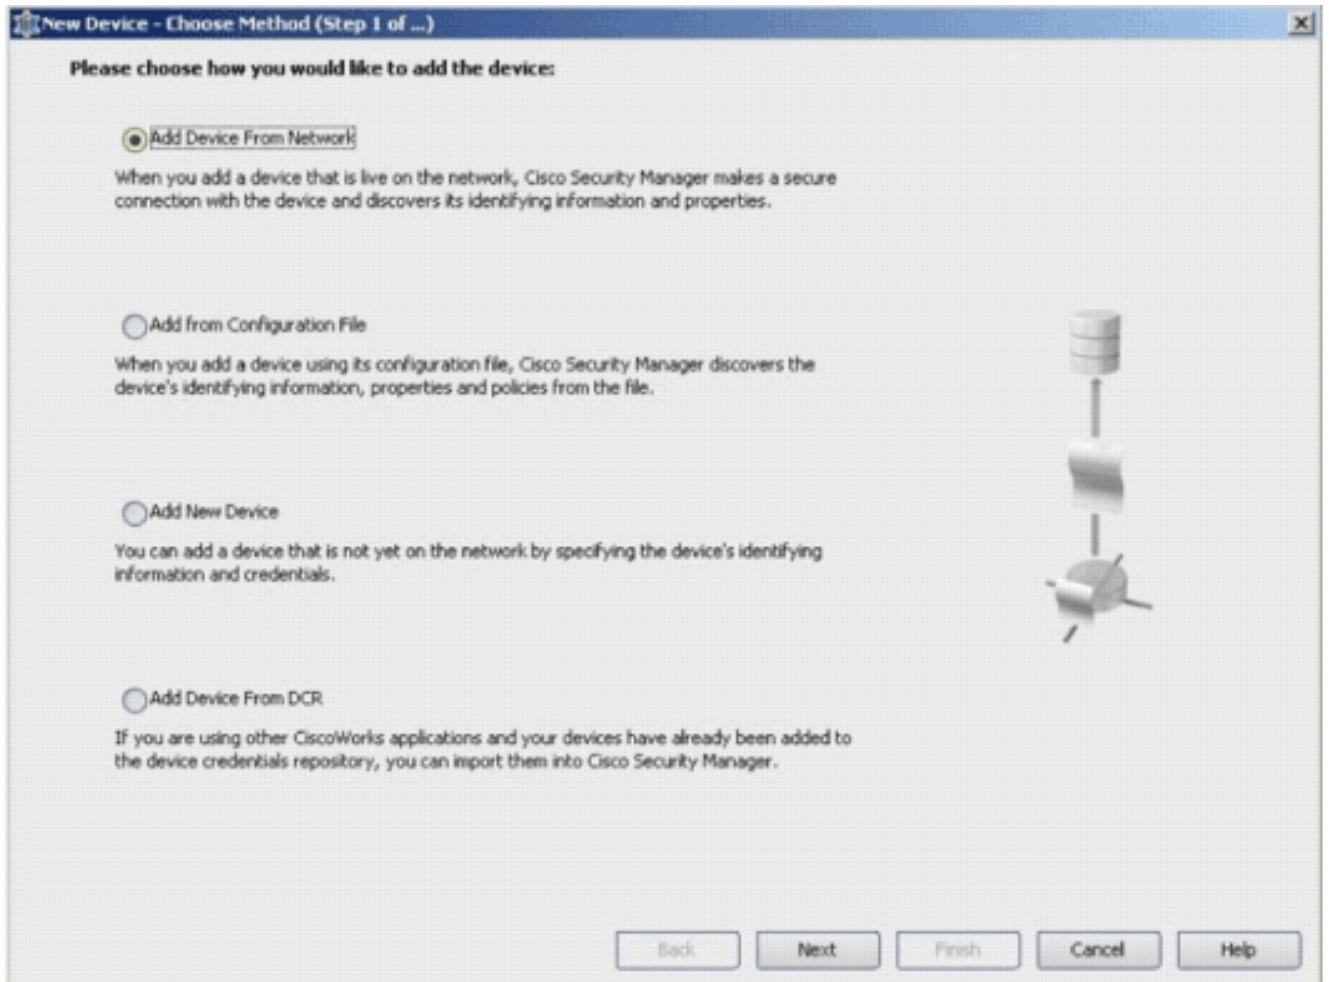 New Device - Choose Method (Step 1 of ...)
Please choose how you would like to add the device:
Add Device From Network
When you add a device that is live on the network, Cisco Security Manager makes a secure
connection with the device and discovers its identifying information and properties.
Add from Configuration File
When you add a device using its configuration file, Cisco Security Manager discovers the
device's identifying information, properties and policies from the file.
Add New Device
You can add a device that is not yet on the network by specifying the device's identifying
information and credentials.
Add Device From DCR
If you are using other CiscoWorks applications and your devices have already been added to
the device credentials repository, you can import them into Cisco Security Manager.
Back Next Finish Cancel Help